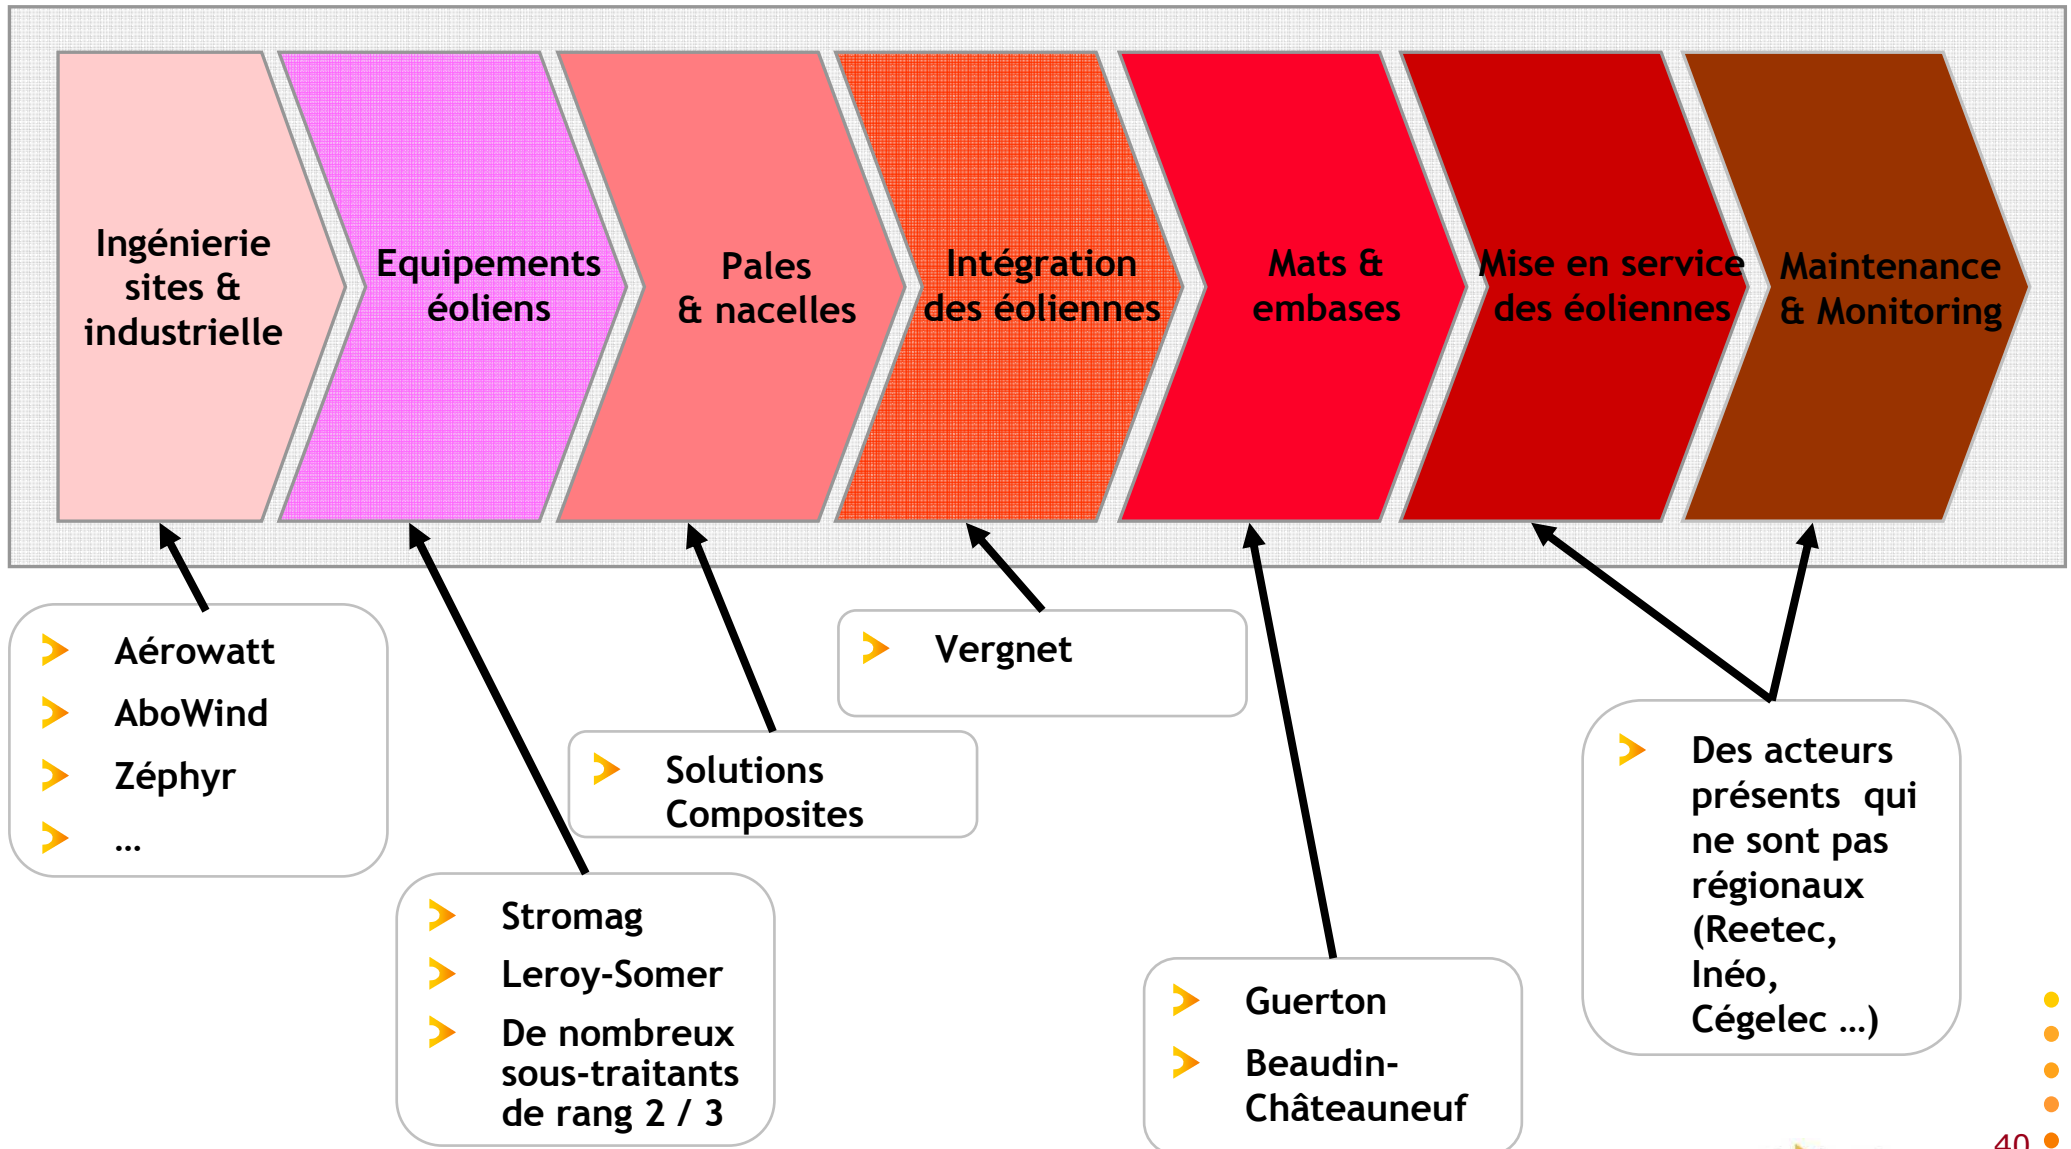 Ingénierie
sites &
industrielle
Equipements
éoliens
Pales
& nacelles
Intégration
des éoliennes
Mats &
embases
Mise en service
des éoliennes
Maintenance
& Monitoring
Aérowatt
AboWind
Zéphyr
...
Stromag
Leroy-Somer
De nombreux
sous-traitants
de rang 2 / 3
Solutions
Composites
Vergnet
Guerton
Beaudin-
Châteauneuf
Des acteurs
présents qui
ne sont pas
régionaux
(Reetec,
Inéo,
Cégelec ...)
40